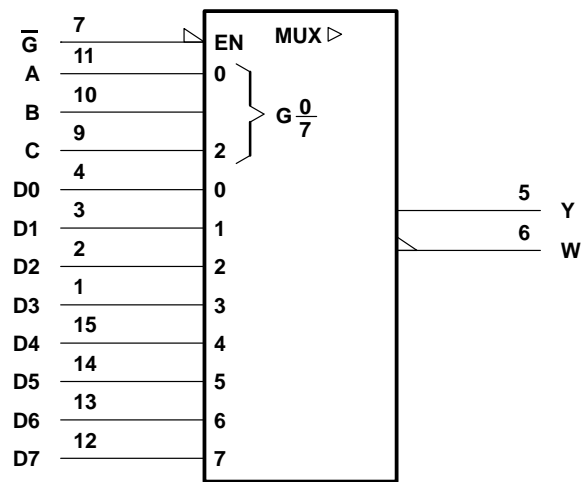 G̅ 7 EN MUX ▷
A 11 0
B 10 G 0/7
C 9 2
D0 4 0
D1 3 1
5 Y
D2 2 2
6 W
D3 1 3
D4 15 4
D5 14 5
D6 13 6
D7 12 7